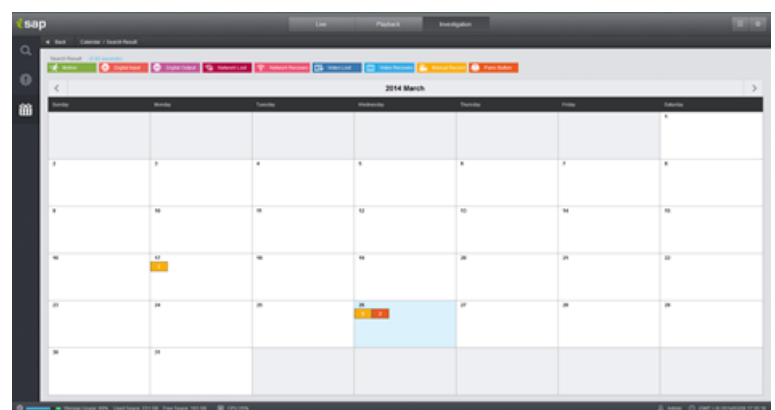 isap
Live Playback Investigation
Back Calendar / Search Result
Search Result
Motion Digital Input Digital Output Network Lost Network Recovery Video Lost Video Recovery Manual Record Panic Button
2014 March
Sunday Monday Tuesday Wednesday Thursday Friday Saturday
1
2 3 4 5 6 7 8
9 10 11 12 13 14 15
16 17 18 19 20 21 22
23 24 25 26 27 28 29
30 31